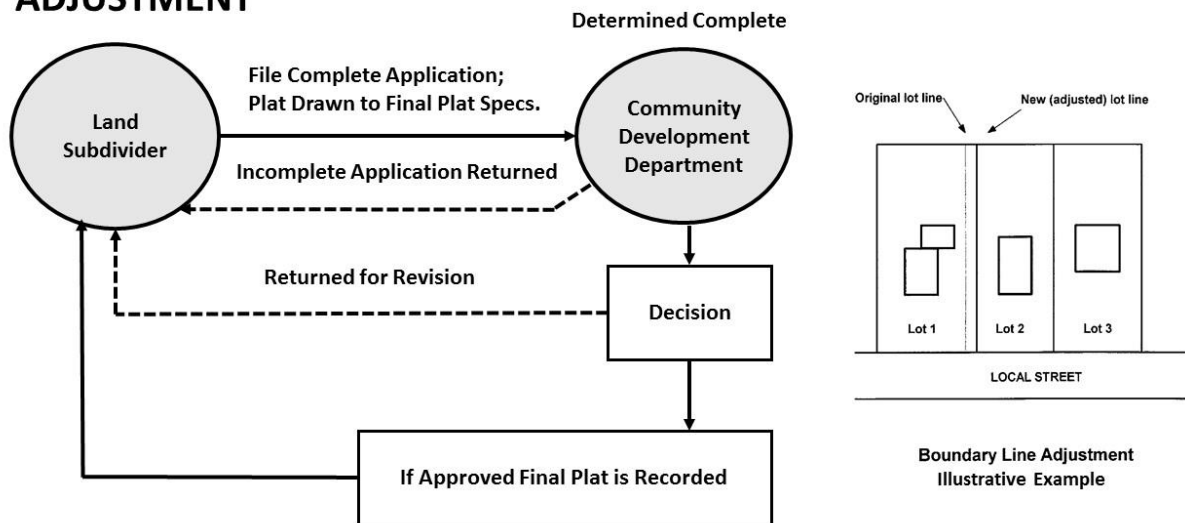 ADJUSTMENT
Determined Complete
File Complete Application;
Plat Drawn to Final Plat Specs.
Land
Subdivider
Community
Development
Department
Incomplete Application Returned
Returned for Revision
Decision
If Approved Final Plat is Recorded
Original lot line
New (adjusted) lot line
Lot 1
Lot 2
Lot 3
LOCAL STREET
Boundary Line Adjustment
Illustrative Example